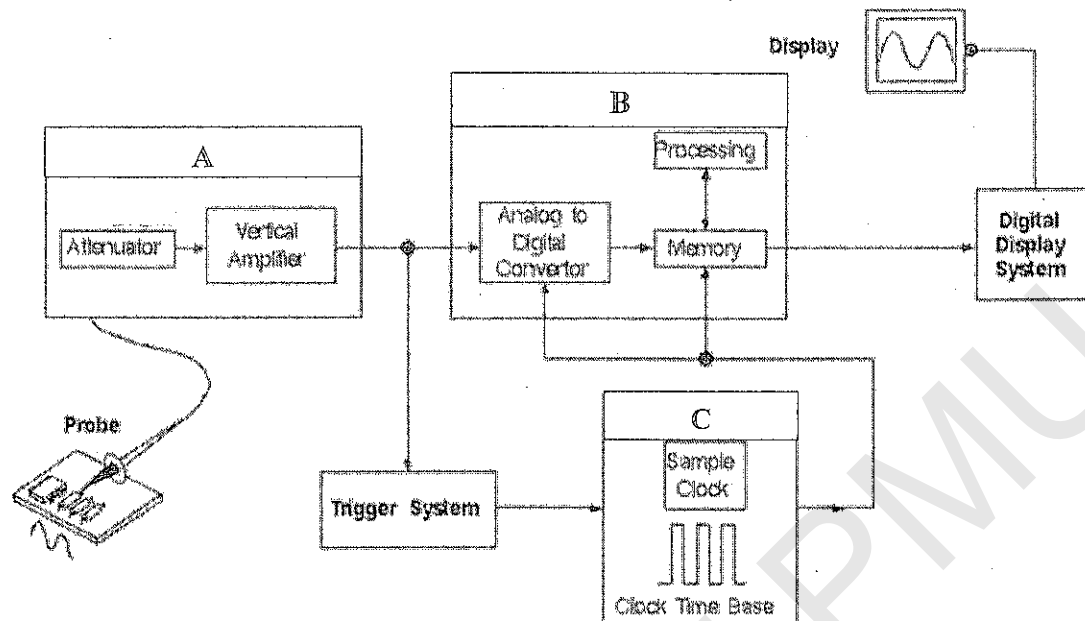 Display
B
A
Processing
Analog to
Digital
Convertor
Vertical
Amplifier
Attenuator
Memory
Digital
Display
System
Probe
C
Sample
Clock
Trigger System
Clock Time Base
PMU